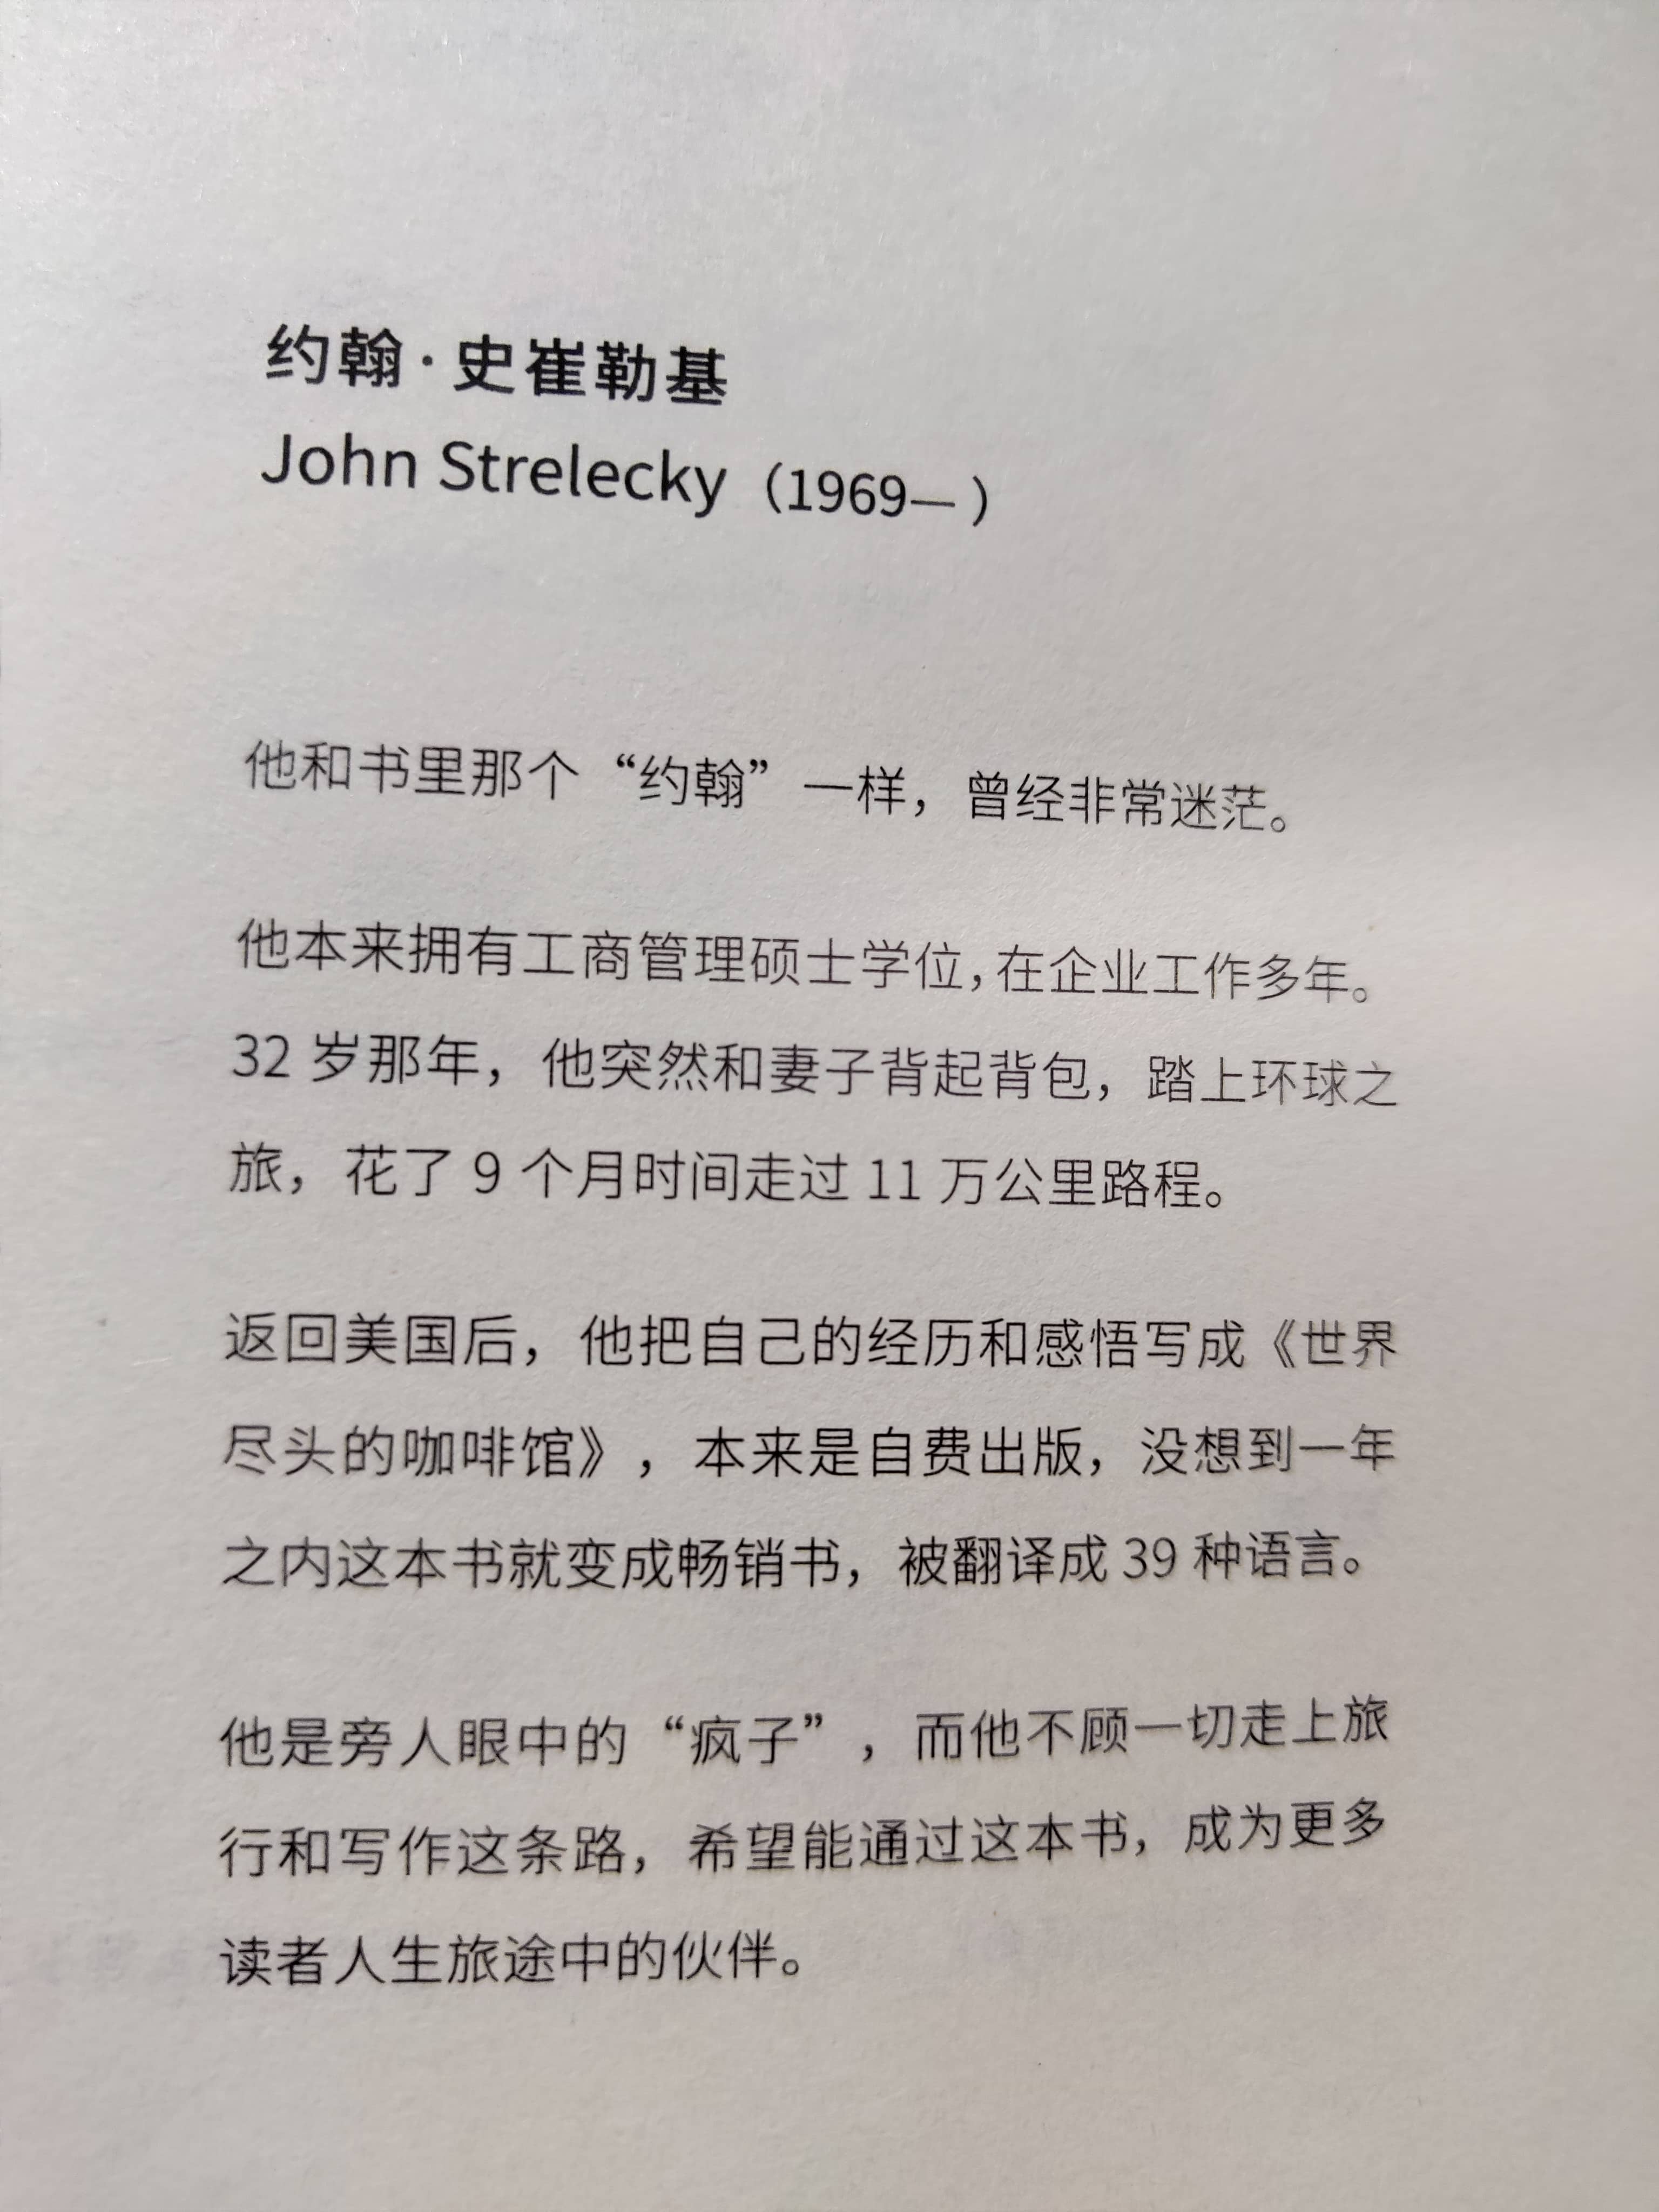 约翰·史崔勒基
John Strelecky（1969— ）
他和书里那个“约翰”一样，曾经非常迷茫。
他本来拥有工商管理硕士学位，在企业工作多年。
32 岁那年，他突然和妻子背起背包，踏上环球之
旅，花了 9 个月时间走过 11 万公里路程。
返回美国后，他把自己的经历和感悟写成《世界
尽头的咖啡馆》，本来是自费出版，没想到一年
之内这本书就变成畅销书，被翻译成 39 种语言。
他是旁人眼中的“疯子”，而他不顾一切走上旅
行和写作这条路，希望能通过这本书，成为更多
读者人生旅途中的伙伴。